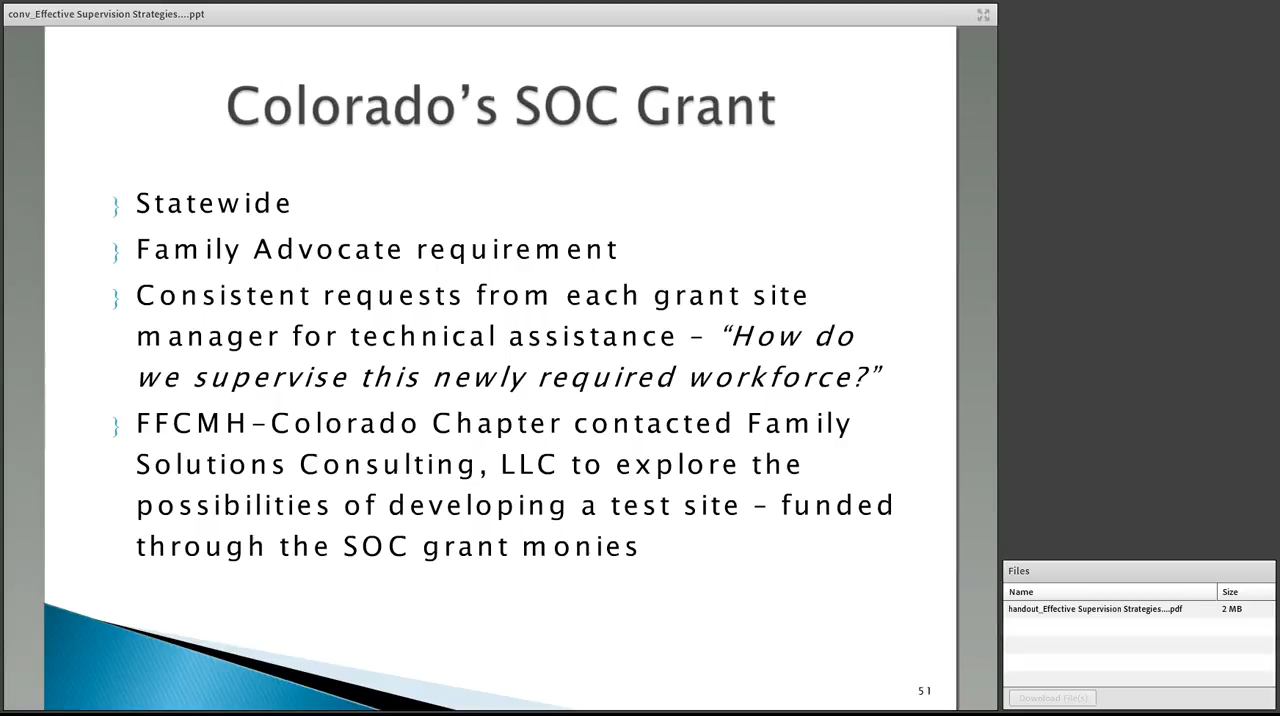 conv_Effective Supervision Strategies....ppt
Colorado’s SOC Grant
Statewide
Family Advocate requirement
Consistent requests from each grant site
manager for technical assistance – “How do
we supervise this newly required workforce?”
FFCMH-Colorado Chapter contacted Family
Solutions Consulting, LLC to explore the
possibilities of developing a test site – funded
through the SOC grant monies
51
Files
Name Size
handout_Effective Supervision Strategies....pdf 2 MB
Download File(s)